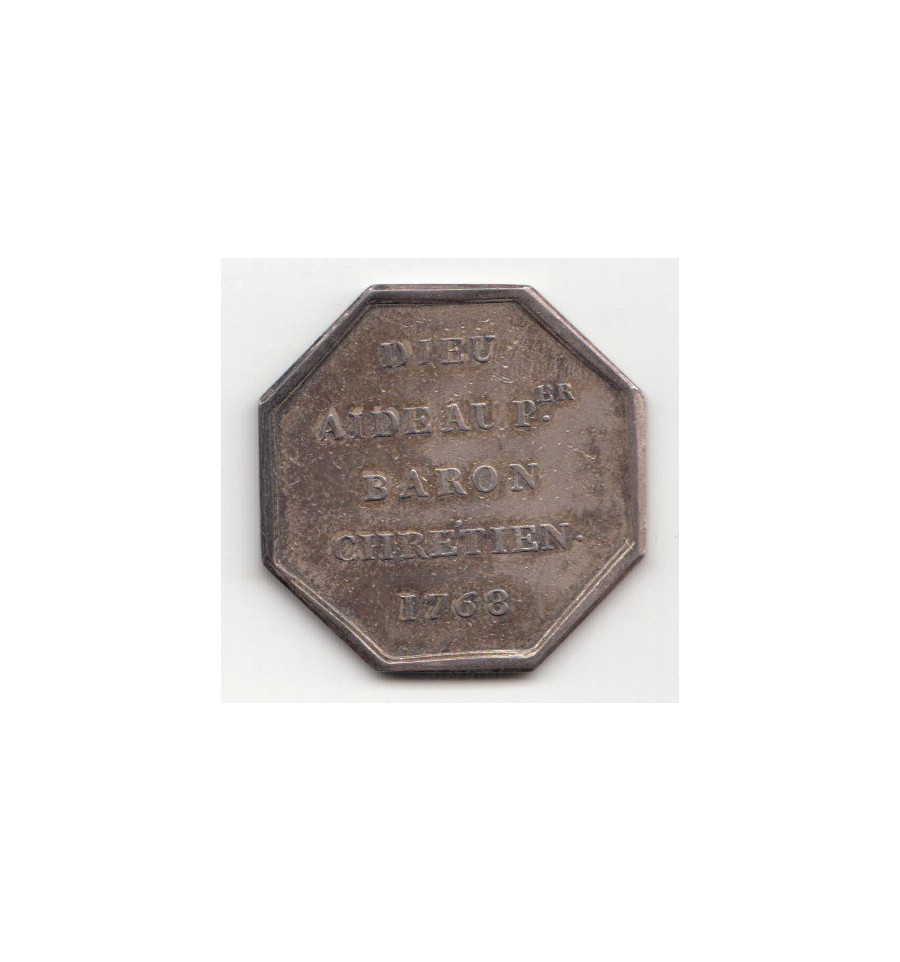 DIEU
AIDE AU P.ER
BARON
CHRÉTIEN.
1768